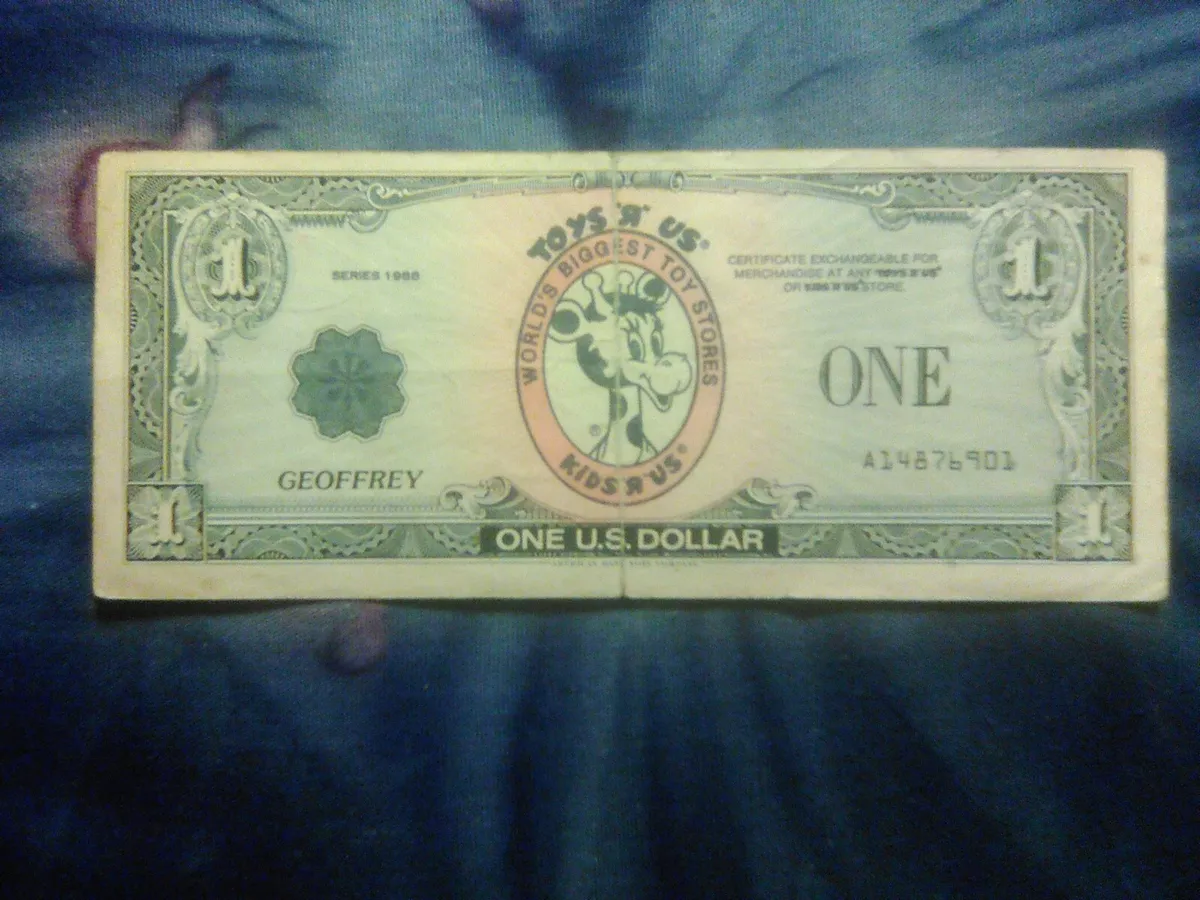 1
1
TOYS "R" US®
WORLD'S BIGGEST TOY STORES
KIDS "R" US®
SERIES 1988
CERTIFICATE EXCHANGEABLE FOR
MERCHANDISE AT ANY TOYS"R"US®
OR KIDS"R"US® STORE.
ONE
GEOFFREY
A14876901
1
ONE U.S. DOLLAR
1